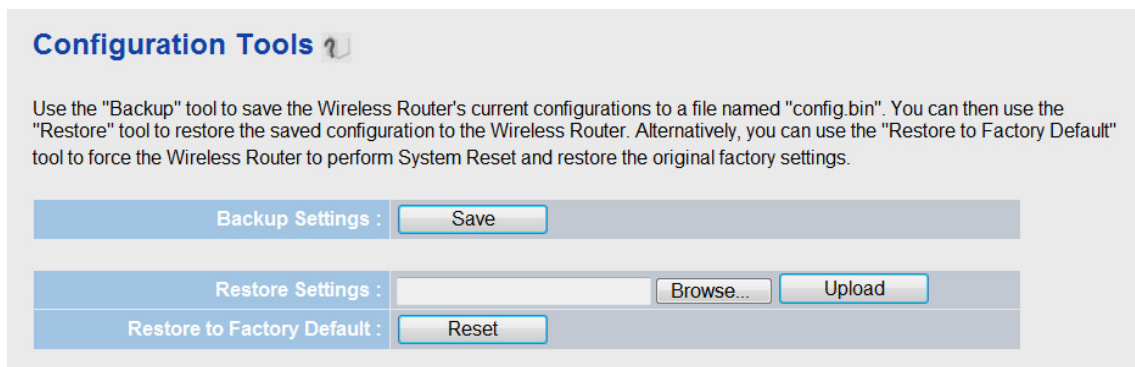 Configuration Tools
Use the "Backup" tool to save the Wireless Router's current configurations to a file named "config.bin". You can then use the
"Restore" tool to restore the saved configuration to the Wireless Router. Alternatively, you can use the "Restore to Factory Default"
tool to force the Wireless Router to perform System Reset and restore the original factory settings.
Backup Settings : Save
Restore Settings : Browse... Upload
Restore to Factory Default : Reset